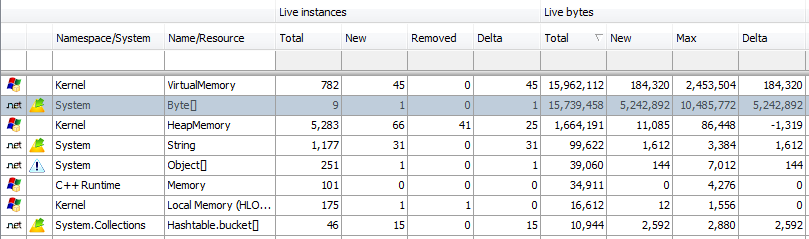 Live instances Live bytes
Namespace/System Name/Resource Total New Removed Delta Total New Max Delta
Kernel VirtualMemory 782 45 0 45 15,962,112 184,320 2,453,504 184,320
.net System Byte[] 9 1 0 1 15,739,458 5,242,892 10,485,772 5,242,892
Kernel HeapMemory 5,283 66 41 25 1,664,191 11,085 86,448 -1,319
.net System String 1,177 31 0 31 99,622 1,612 3,384 1,612
.net System Object[] 251 1 0 1 39,060 144 7,012 144
C++ Runtime Memory 101 0 0 0 34,911 0 4,276 0
Kernel Local Memory (HLO... 175 1 1 0 16,612 12 1,556 0
.net System.Collections Hashtable.bucket[] 46 15 0 15 10,944 2,592 2,880 2,592